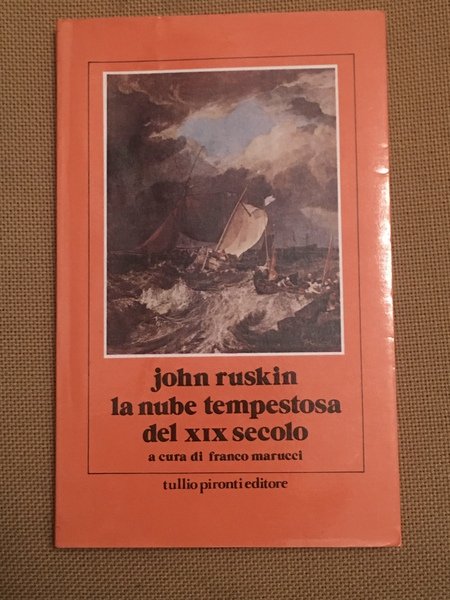 john ruskin
la nube tempestosa
del XIX secolo
a cura di franco marucci
tullio pironti editore